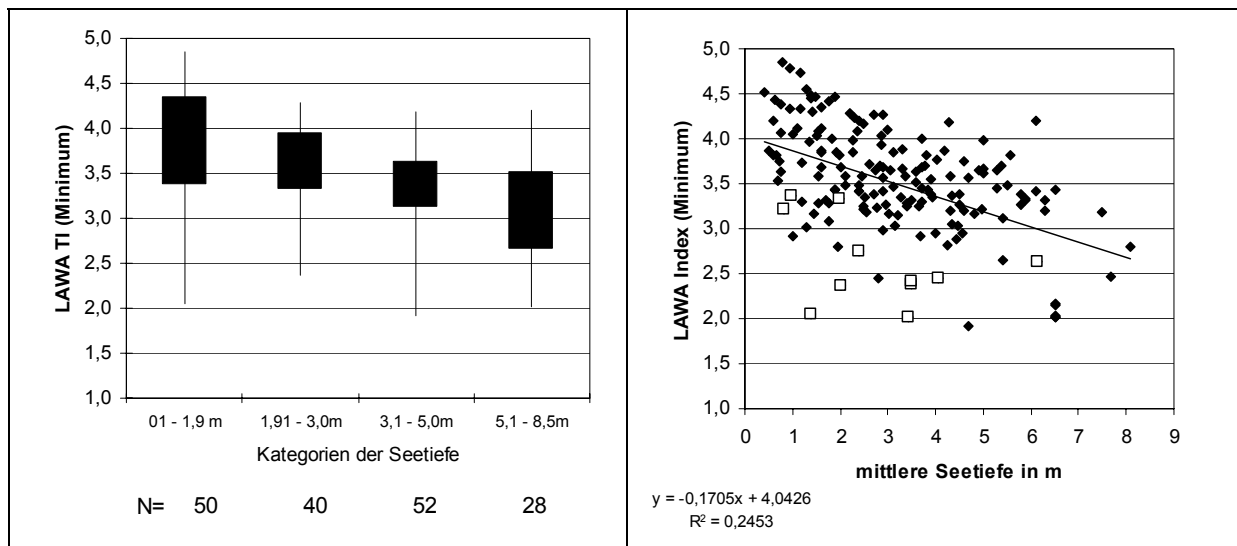 5,0
4,5
4,0
3,5
3,0
2,5
2,0
1,5
1,0
LAWA TI (Minimum)
01 - 1,9 m 1,91 - 3,0m 3,1 - 5,0m 5,1 - 8,5m
Kategorien der Seetiefe
N= 50 40 52 28
5,0
4,5
4,0
3,5
3,0
2,5
2,0
1,5
1,0
LAWA Index (Minimum)
0 1 2 3 4 5 6 7 8 9
mittlere Seetiefe in m
y = -0,1705x + 4,0426
R² = 0,2453